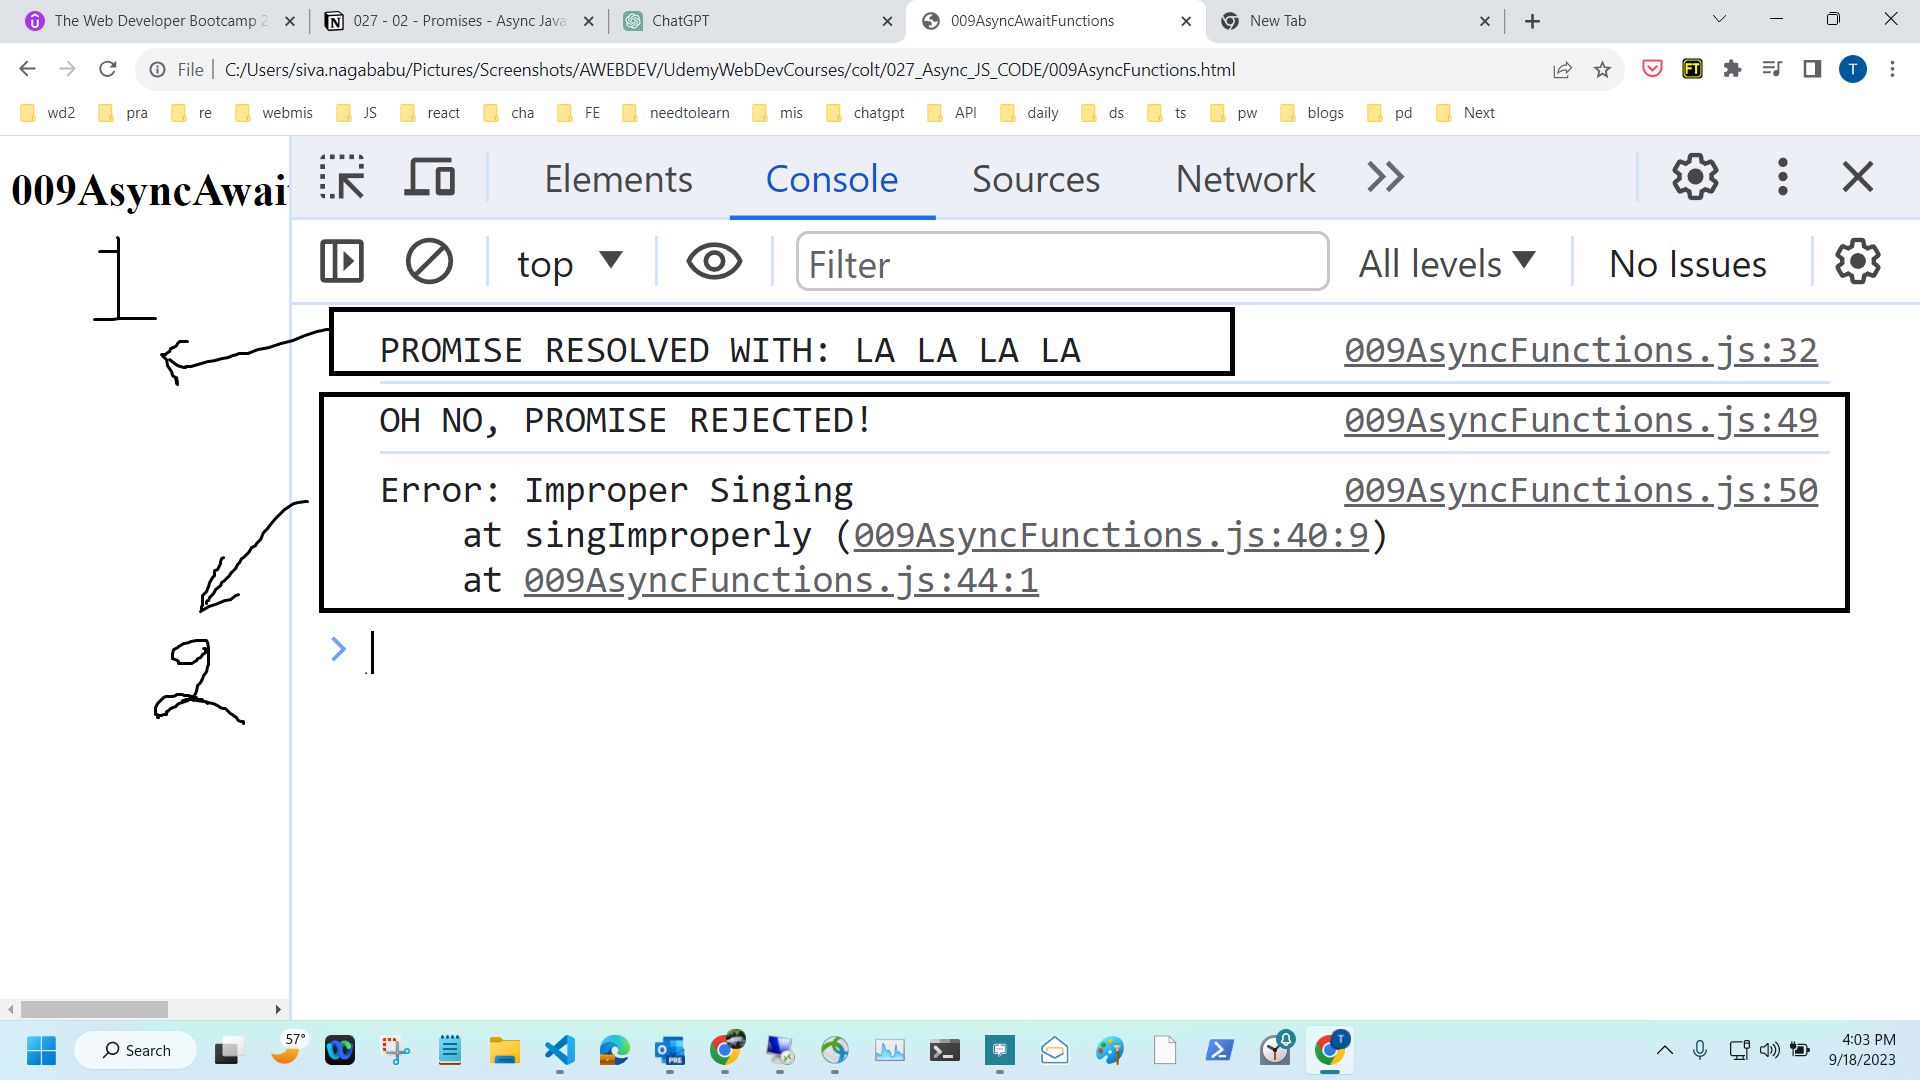 The Web Developer Bootcamp 2
027 - 02 - Promises - Async Java
ChatGPT
009AsyncAwaitFunctions
New Tab
File
C:/Users/siva.nagababu/Pictures/Screenshots/AWEBDEV/UdemyWebDevCourses/colt/027_Async_JS_CODE/009AsyncFunctions.html
FT
T
wd2 pra re webmis JS react cha FE needtolearn mis chatgpt API daily ds ts pw blogs pd Next
009AsyncAwait
Elements Console Sources Network
top Filter All levels No Issues
1
PROMISE RESOLVED WITH: LA LA LA LA 009AsyncFunctions.js:32
OH NO, PROMISE REJECTED! 009AsyncFunctions.js:49
Error: Improper Singing 009AsyncFunctions.js:50
at singImproperly (009AsyncFunctions.js:40:9)
at 009AsyncFunctions.js:44:1
2
Search
57°
PRE
T
4:03 PM
9/18/2023